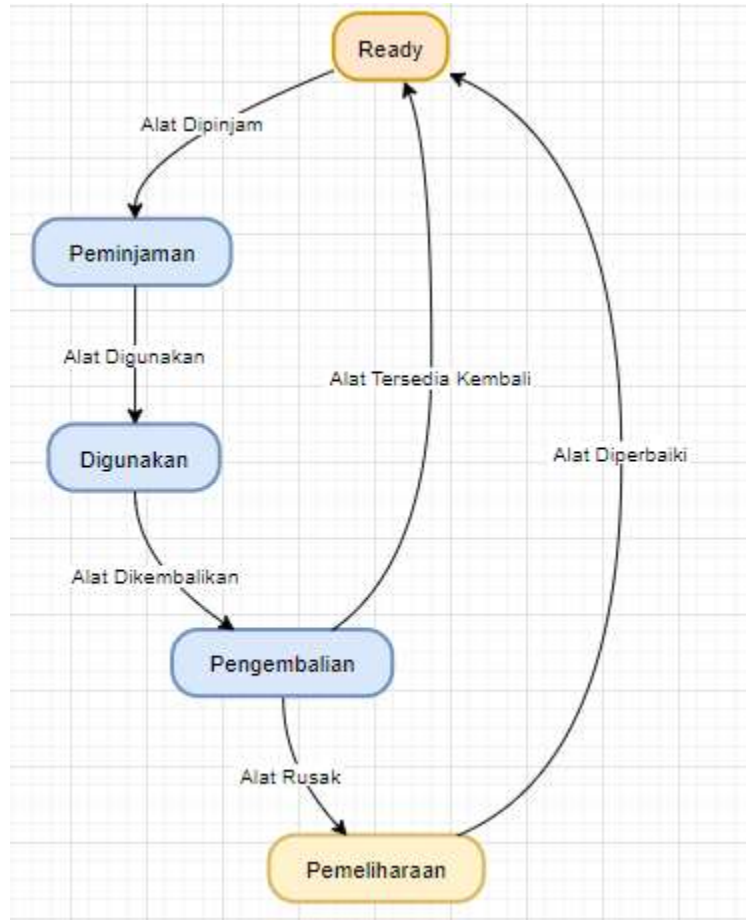 Ready
Alat Dipinjam
Peminjaman
Alat Digunakan
Alat Tersedia Kembali
Digunakan
Alat Diperbaiki
Alat Dikembalikan
Pengembalian
Alat Rusak
Pemeliharaan